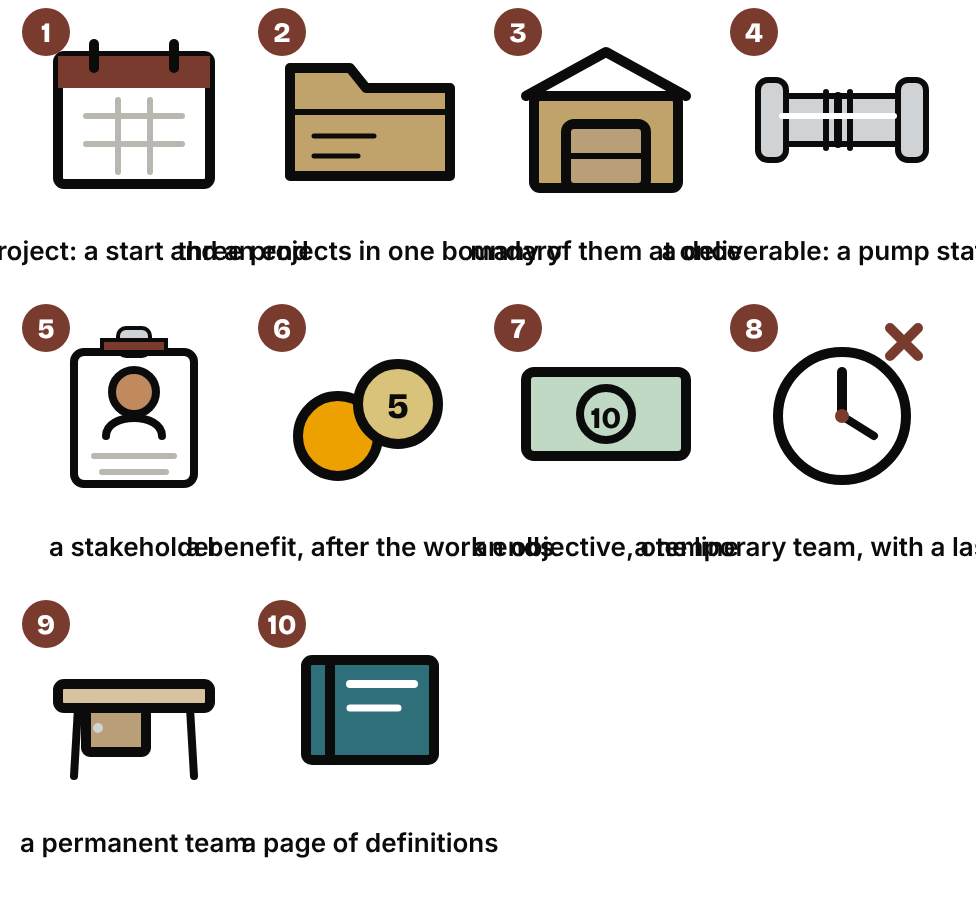 1
2
3
4
roject: a start and an end
three projects in one boundary
many of them at once
a deliverable: a pump sta
5
6
7
8
5
10
a stakeholder
a benefit, after the work ends
an objective, one line
a temporary team, with a las
9
10
a permanent team
a page of definitions